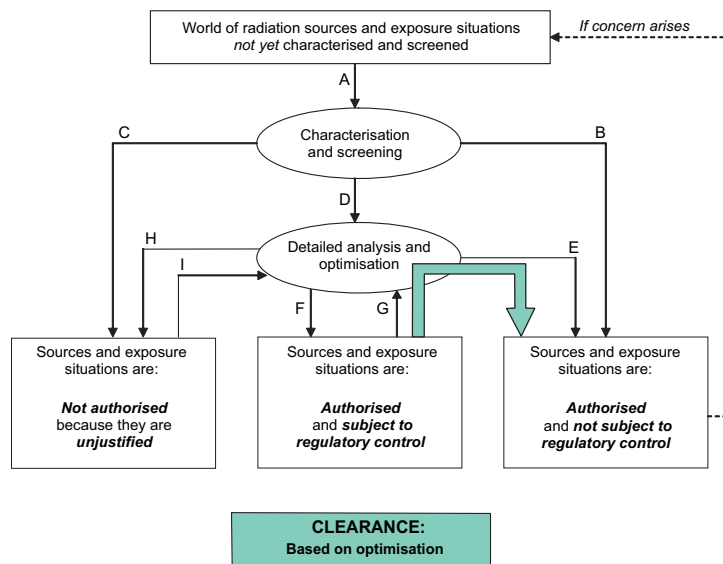 World of radiation sources and exposure situations
not yet characterised and screened
If concern arises
A
C
Characterisation
and screening
B
D
H
Detailed analysis and
optimisation
E
I
F
G
Sources and exposure
situations are:
Not authorised
because they are
unjustified
Sources and exposure
situations are:
Authorised
and subject to
regulatory control
Sources and exposure
situations are:
Authorised
and not subject to
regulatory control
CLEARANCE:
Based on optimisation